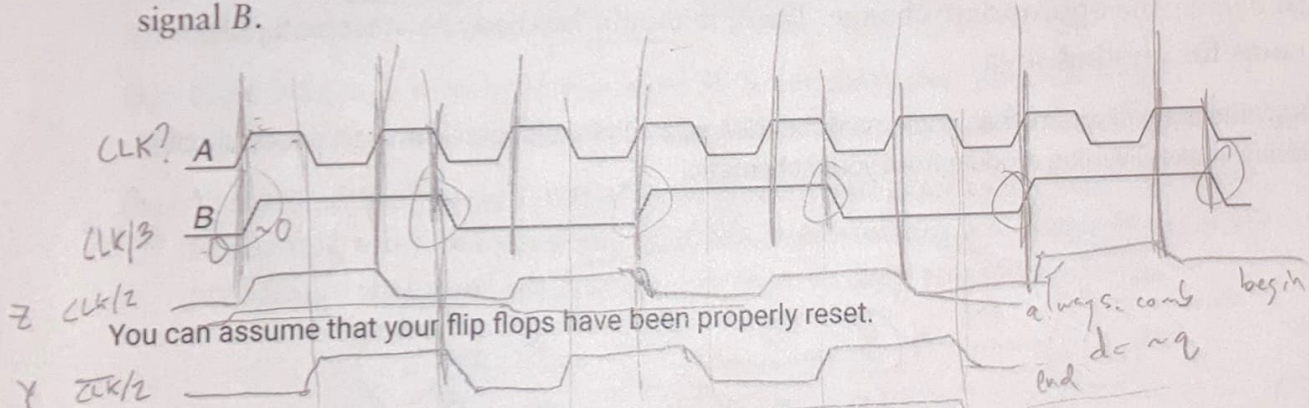 signal B.
CLK? A
B ~0
CLK/3
Z CLK/2
begin
always_comb
You can assume that your flip flops have been properly reset.
d = ~q
end
Y C̅L̅K̅/2